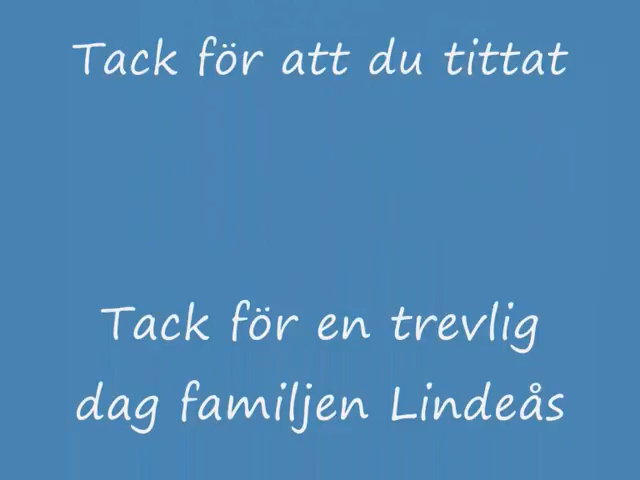 Tack för att du tittat
Tack för en trevlig
dag familjen Lindeås